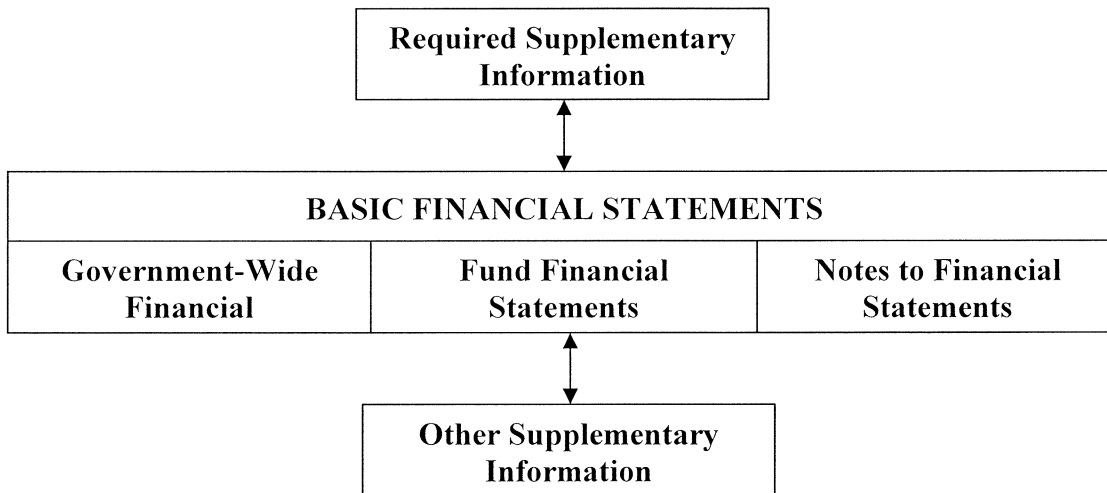 Required Supplementary
Information
BASIC FINANCIAL STATEMENTS
Government-Wide
Financial
Fund Financial
Statements
Notes to Financial
Statements
Other Supplementary
Information